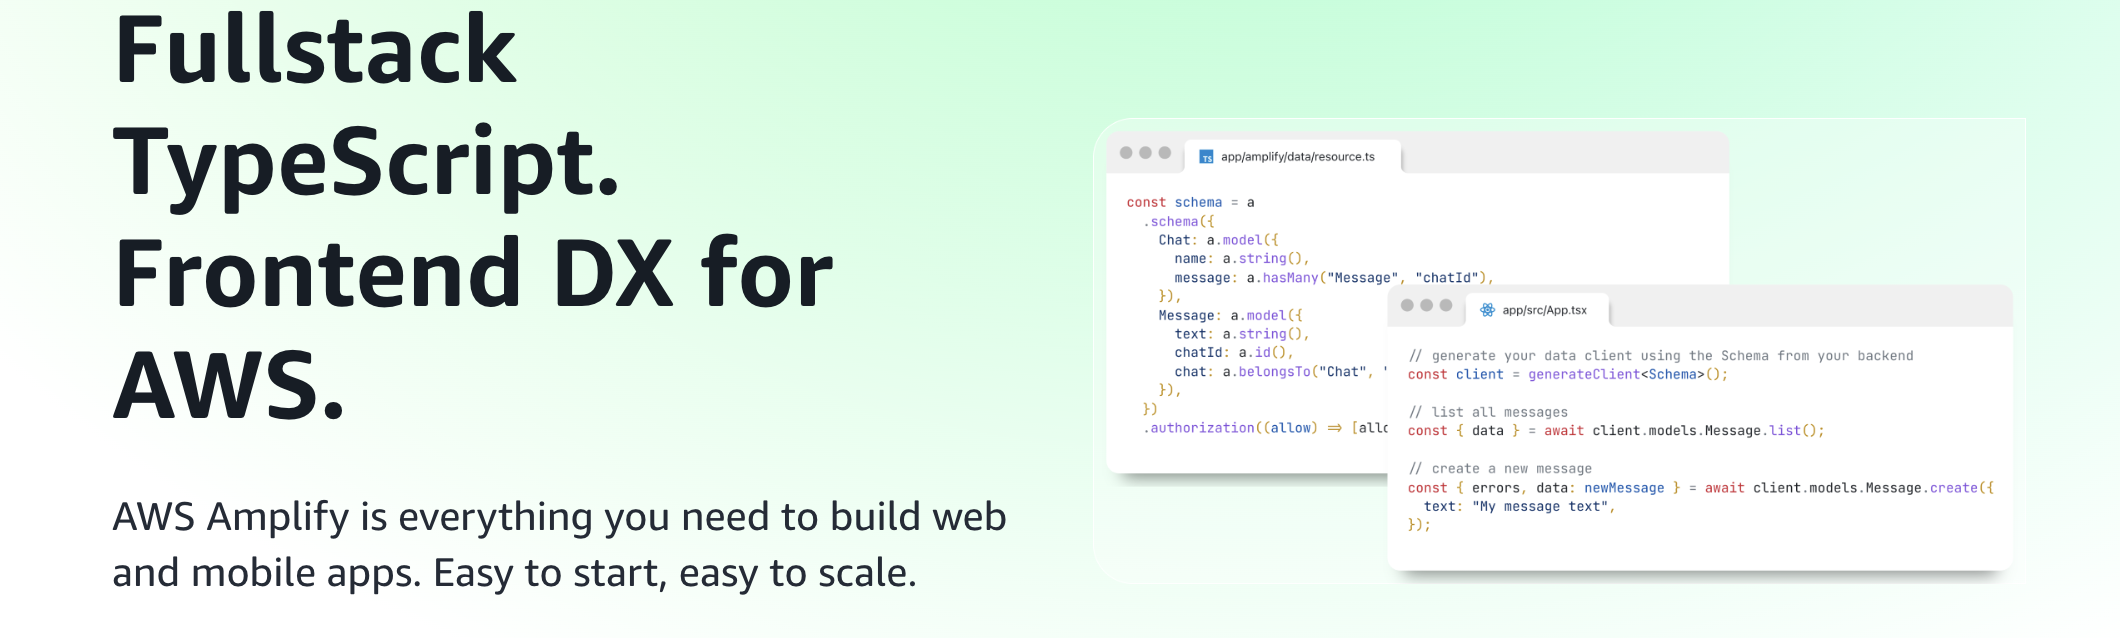 Fullstack
TypeScript.
Frontend DX for
AWS.
AWS Amplify is everything you need to build web
and mobile apps. Easy to start, easy to scale.
TS app/amplify/data/resource.ts
const schema = a
.schema({
Chat: a.model({
name: a.string(),
message: a.hasMany("Message", "chatId"),
}),
Message: a.model({
text: a.string(),
chatId: a.id(),
chat: a.belongsTo("Chat", "
}),
})
.authorization((allow) => [allo
app/src/App.tsx
// generate your data client using the Schema from your backend
const client = generateClient<Schema>();
// list all messages
const { data } = await client.models.Message.list();
// create a new message
const { errors, data: newMessage } = await client.models.Message.create({
text: "My message text",
});